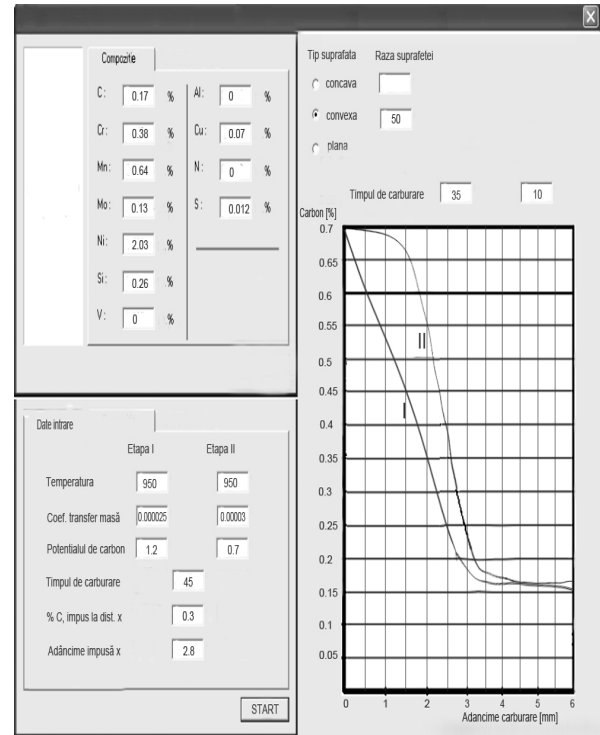 Compozitie
C: 0.17 % Al: 0 %
Cr: 0.38 % Cu: 0.07 %
Mn: 0.64 % N: 0 %
Mo: 0.13 % S: 0.012 %
Ni: 2.03 %
Si: 0.26 %
V: 0 %
Date intrare
Etapa I Etapa II
Temperatura 950 950
Coef. transfer masă 0.000025 0.00003
Potentialul de carbon 1.2 0.7
Timpul de carburare 45
% C, impus la dist. x 0.3
Adâncime impusă x 2.8
START
Tip suprafata Raza suprafetei
concava
convexa 50
plana
Timpul de carburare 35 10
Carbon [%]
0.7
0.65
0.6
0.55
II
0.5
0.45
I
0.4
0.35
0.3
0.25
0.2
0.15
0.1
0.05
0 1 2 3 4 5 6
Adancime carburare [mm]